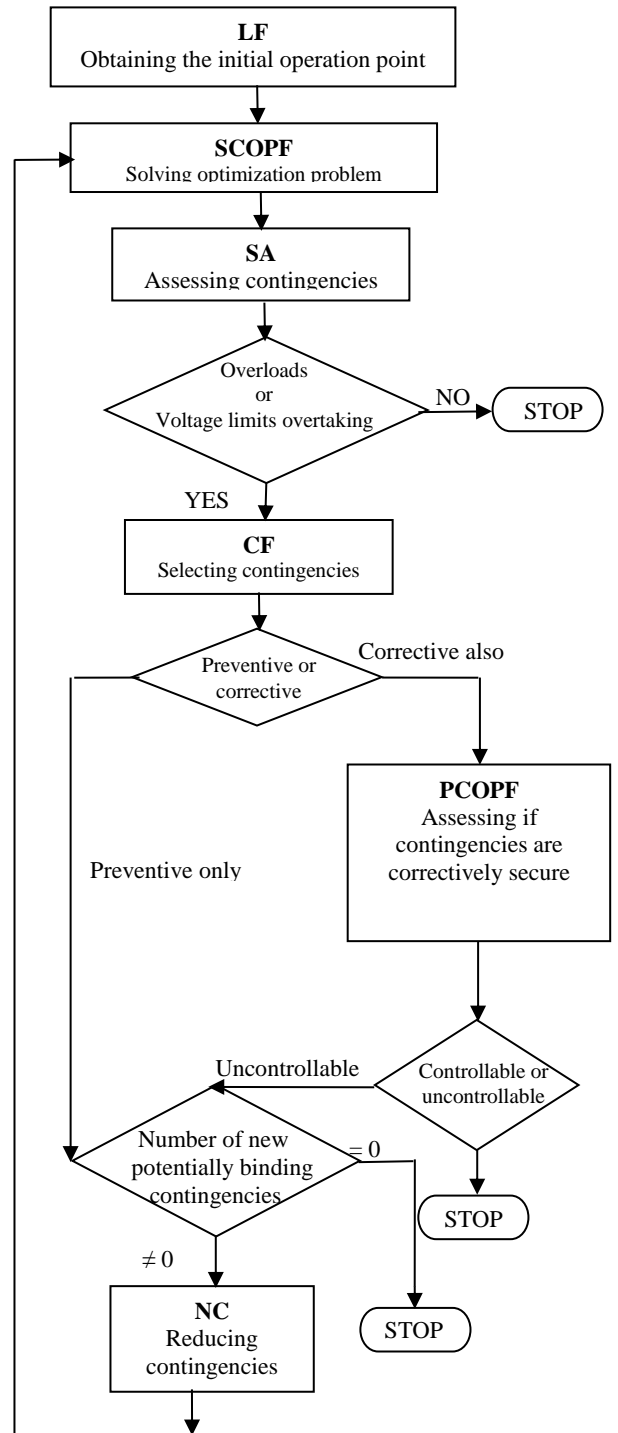 LF
Obtaining the initial operation point
SCOPF
Solving optimization problem
SA
Assessing contingencies
Overloads
or
Voltage limits overtaking
NO
STOP
YES
CF
Selecting contingencies
Preventive or
corrective
Corrective also
PCOPF
Assessing if
contingencies are
correctively secure
Preventive only
Uncontrollable
Controllable or
uncontrollable
Number of new
potentially binding
contingencies
= 0
STOP
≠ 0
NC
Reducing
contingencies
STOP